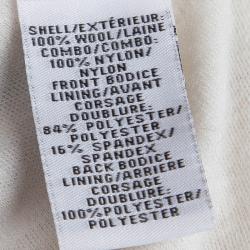 SHELL/EXTÉRIEUR:
100% WOOL/LAINE
COMBO/COMBO:
100% NYLON/
NYLON
FRONT BODICE
LINING/AVANT
CORSAGE
DOUBLURE:
84% POLYESTER/
POLYESTER
16% SPANDEX/
SPANDEX
BACK BODICE
LINING/ARRIERE
CORSAGE
DOUBLURE:
100%POLYESTER/
POLYESTER